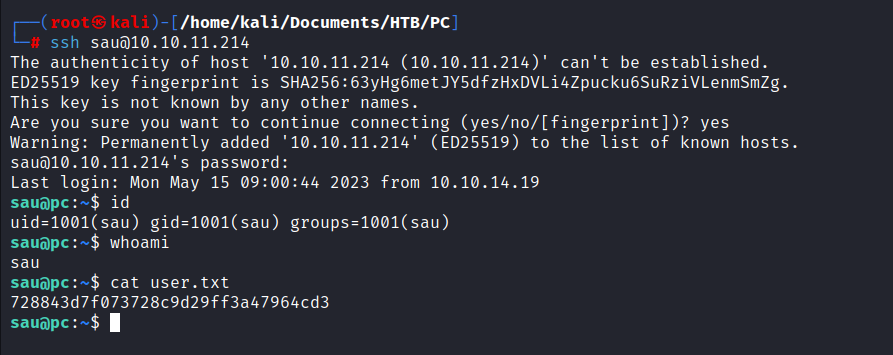 ┌──(root㉿kali)-[/home/kali/Documents/HTB/PC]
└─# ssh sau@10.10.11.214
The authenticity of host '10.10.11.214 (10.10.11.214)' can't be established.
ED25519 key fingerprint is SHA256:63yHg6metJY5dfzHxDVLi4Zpucku6SuRziVLenmSmZg.
This key is not known by any other names.
Are you sure you want to continue connecting (yes/no/[fingerprint])? yes
Warning: Permanently added '10.10.11.214' (ED25519) to the list of known hosts.
sau@10.10.11.214's password:
Last login: Mon May 15 09:00:44 2023 from 10.10.14.19
sau@pc:~$ id
uid=1001(sau) gid=1001(sau) groups=1001(sau)
sau@pc:~$ whoami
sau
sau@pc:~$ cat user.txt
728843d7f073728c9d29ff3a47964cd3
sau@pc:~$